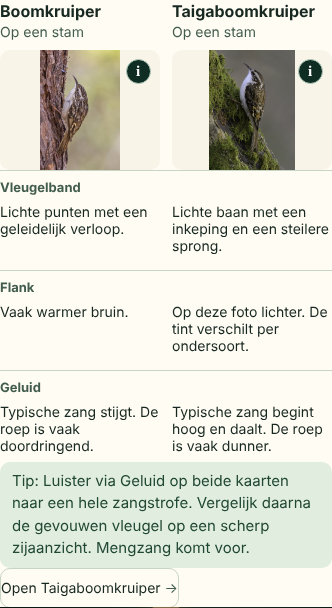 Boomkruiper
Op een stam
Taigaboomkruiper
Op een stam
i
i
Vleugelband
Lichte punten met een
geleidelijk verloop.
Lichte baan met een
inkeping en een steilere
sprong.
Flank
Vaak warmer bruin.
Op deze foto lichter. De
tint verschilt per
ondersoort.
Geluid
Typische zang stijgt. De
roep is vaak
doordringend.
Typische zang begint
hoog en daalt. De roep
is vaak dunner.
Tip: Luister via Geluid op beide kaarten
naar een hele zangstrofe. Vergelijk daarna
de gevouwen vleugel op een scherp
zijaanzicht. Mengzang komt voor.
Open Taigaboomkruiper →